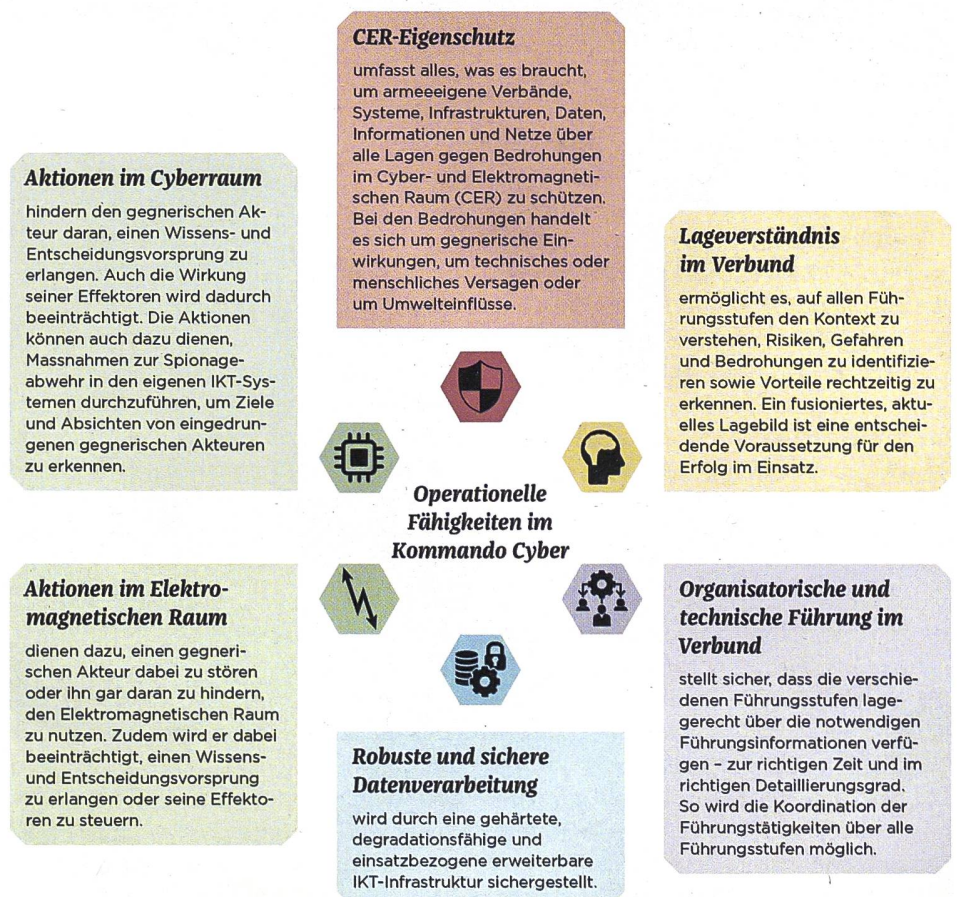 CER-Eigenschutz
umfasst alles, was es braucht,
um armeeeigene Verbände,
Systeme, Infrastrukturen, Daten,
Informationen und Netze über
alle Lagen gegen Bedrohungen
im Cyber- und Elektromagneti-
schen Raum (CER) zu schützen.
Bei den Bedrohungen handelt
es sich um gegnerische Ein-
wirkungen, um technisches oder
menschliches Versagen oder
um Umwelteinflüsse.
Aktionen im Cyberraum
hindern den gegnerischen Ak-
teur daran, einen Wissens- und
Entscheidungsvorsprung zu
erlangen. Auch die Wirkung
seiner Effektoren wird dadurch
beeinträchtigt. Die Aktionen
können auch dazu dienen,
Massnahmen zur Spionage-
abwehr in den eigenen IKT-Sys-
temen durchzuführen, um Ziele
und Absichten von eingedrun-
genen gegnerischen Akteuren
zu erkennen.
Lageverständnis
im Verbund
ermöglicht es, auf allen Füh-
rungsstufen den Kontext zu
verstehen, Risiken, Gefahren
und Bedrohungen zu identifizie-
ren sowie Vorteile rechtzeitig zu
erkennen. Ein fusioniertes, aktu-
elles Lagebild ist eine entschei-
dende Voraussetzung für den
Erfolg im Einsatz.
Operationelle
Fähigkeiten im
Kommando Cyber
Aktionen im Elektro-
magnetischen Raum
dienen dazu, einen gegneri-
schen Akteur dabei zu stören
oder ihn gar daran zu hindern,
den Elektromagnetischen Raum
zu nutzen. Zudem wird er dabei
beeinträchtigt, einen Wissens-
und Entscheidungsvorsprung
zu erlangen oder seine Effekto-
ren zu steuern.
Robuste und sichere
Datenverarbeitung
wird durch eine gehärtete,
degradationsfähige und
einsatzbezogene erweiterbare
IKT-Infrastruktur sichergestellt.
Organisatorische und
technische Führung im
Verbund
stellt sicher, dass die verschie-
denen Führungsstufen lage-
gerecht über die notwendigen
Führungsinformationen verfü-
gen – zur richtigen Zeit und im
richtigen Detaillierungsgrad.
So wird die Koordination der
Führungstätigkeiten über alle
Führungsstufen möglich.